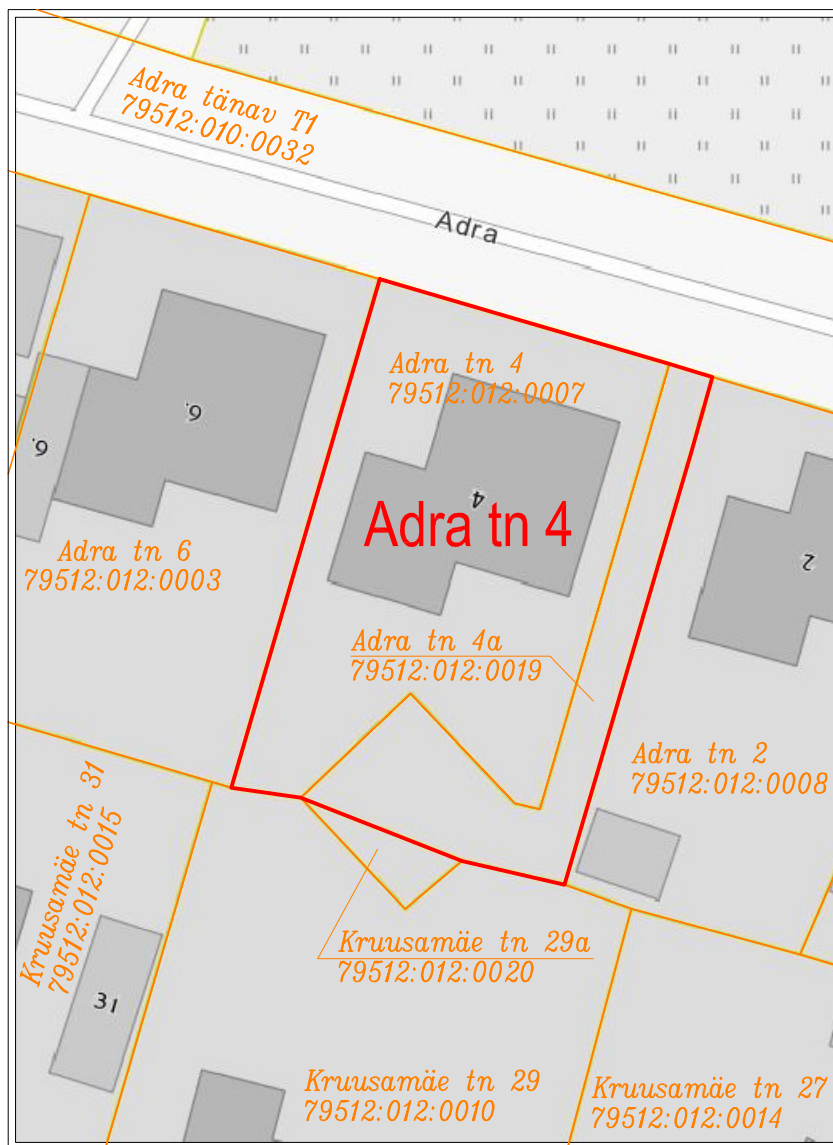 Adra tänav T1
79512:010:0032
Adra
Adra tn 4
79512:012:0007
6.
6.
4
Adra tn 4
2
Adra tn 6
79512:012:0003
Adra tn 4a
79512:012:0019
Adra tn 2
79512:012:0008
Kruusamäe tn 31
79512:012:0015
Kruusamäe tn 29a
79512:012:0020
31
Kruusamäe tn 29
79512:012:0010
Kruusamäe tn 27
79512:012:0014